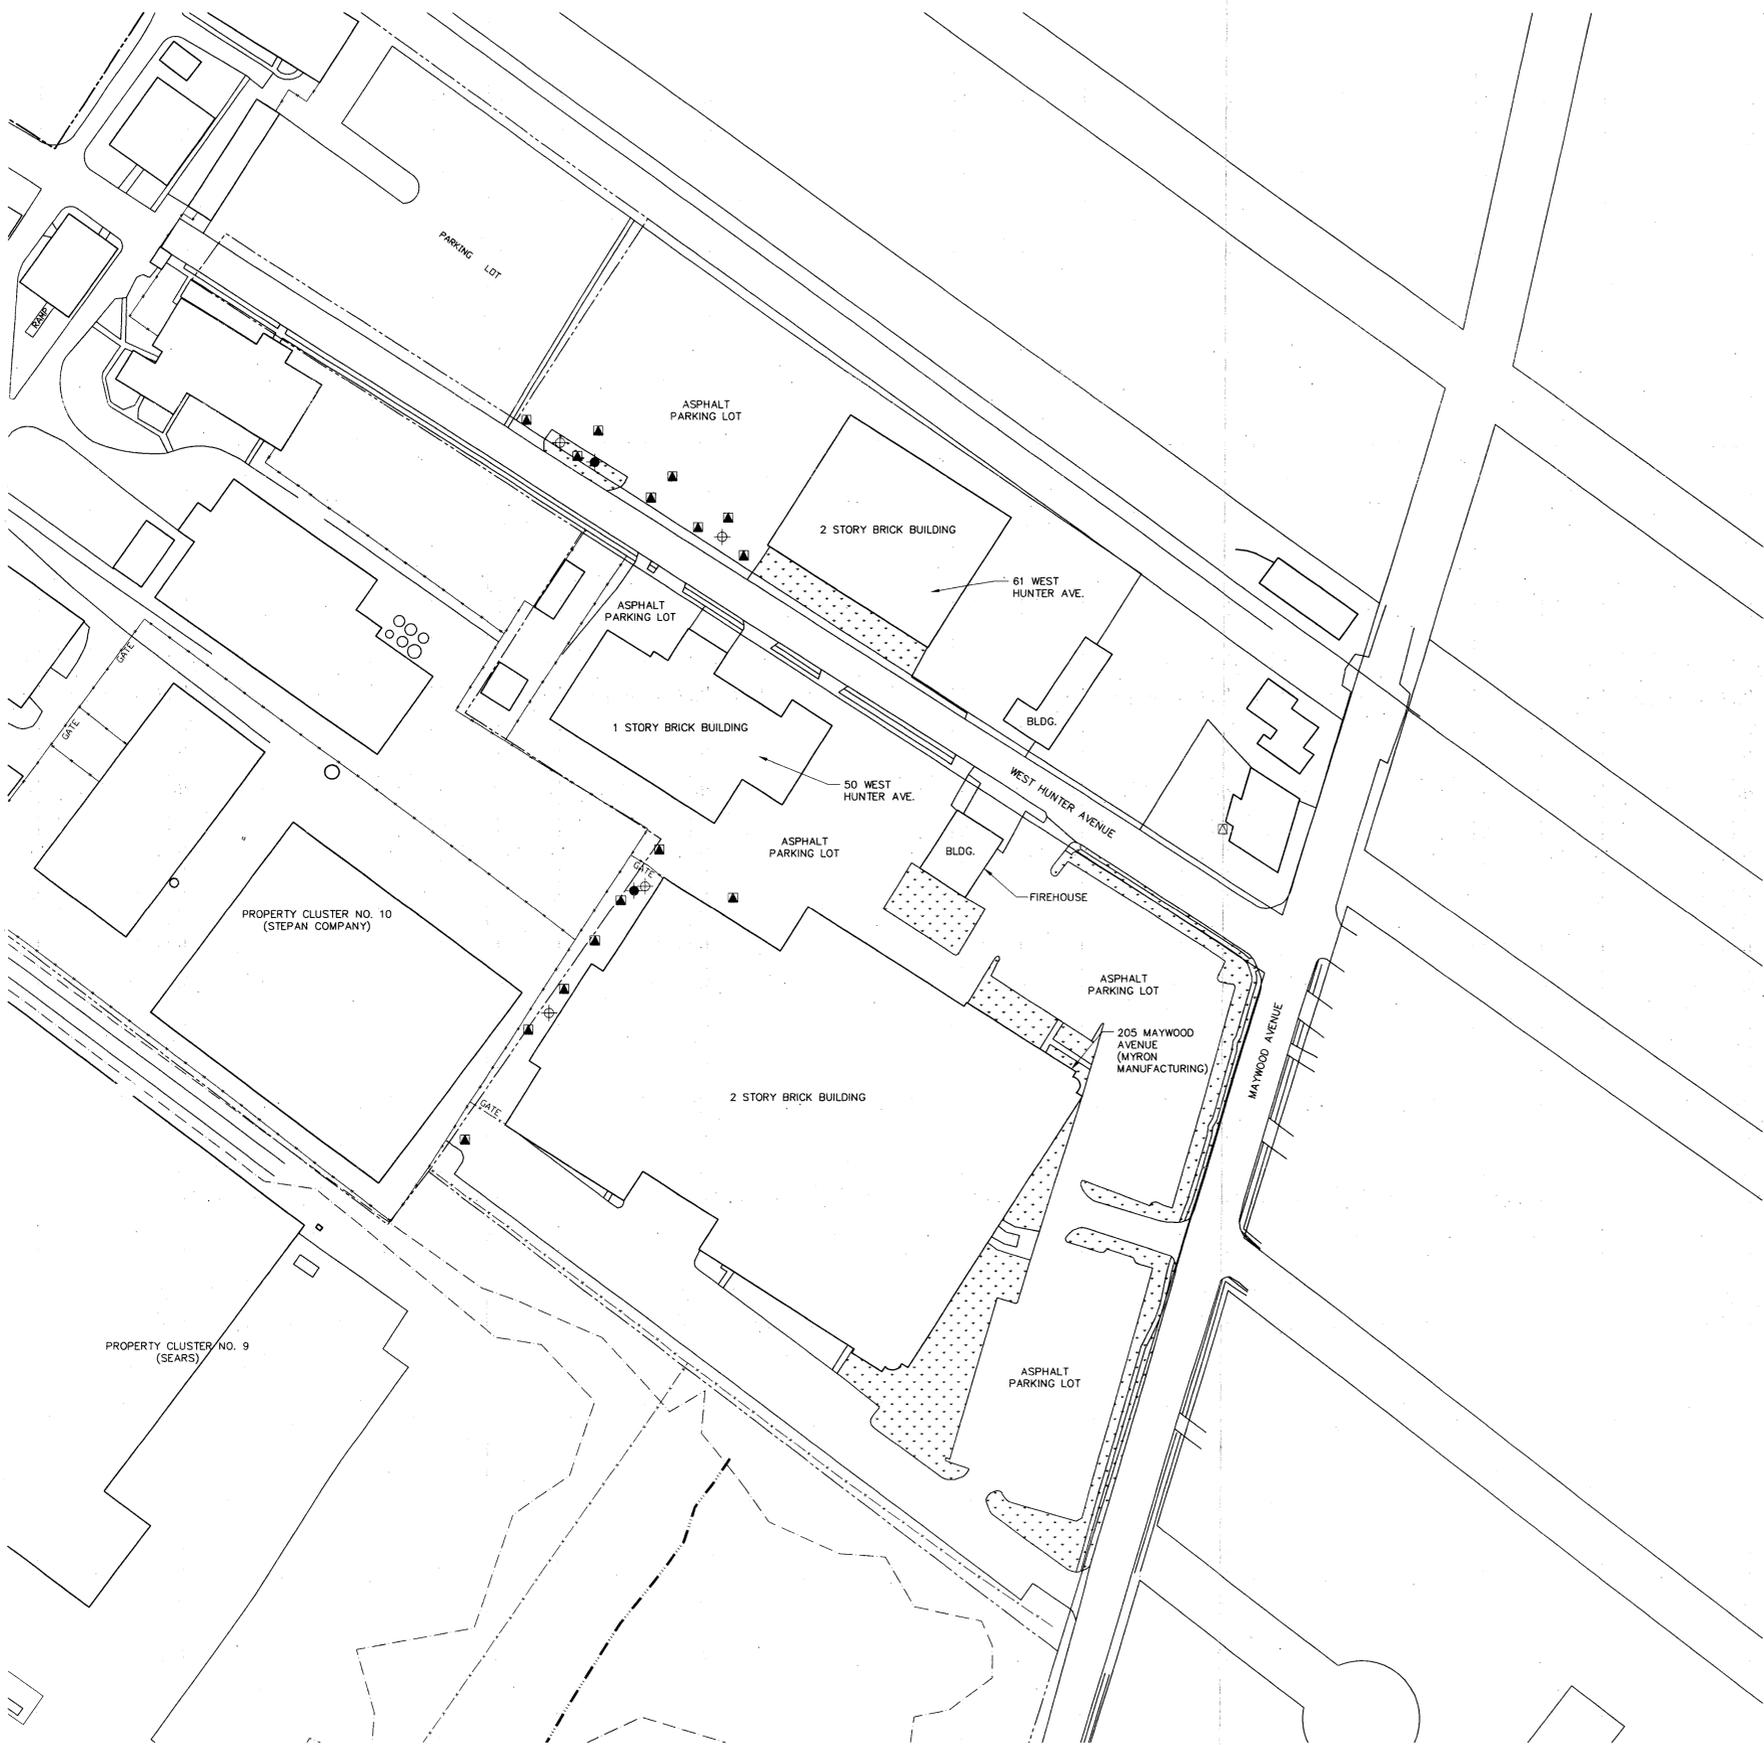 PARKING LOT
RAMP
ASPHALT
PARKING LOT
2 STORY BRICK BUILDING
61 WEST
HUNTER AVE.
ASPHALT
PARKING LOT
GATE
GATE
1 STORY BRICK BUILDING
BLDG.
50 WEST
HUNTER AVE.
WEST HUNTER AVENUE
ASPHALT
PARKING LOT
BLDG.
GATE
FIREHOUSE
PROPERTY CLUSTER NO. 10
(STEPAN COMPANY)
ASPHALT
PARKING LOT
205 MAYWOOD
AVENUE
(MYRON
MANUFACTURING)
MAYWOOD AVENUE
2 STORY BRICK BUILDING
GATE
PROPERTY CLUSTER NO. 9
(SEARS)
ASPHALT
PARKING LOT